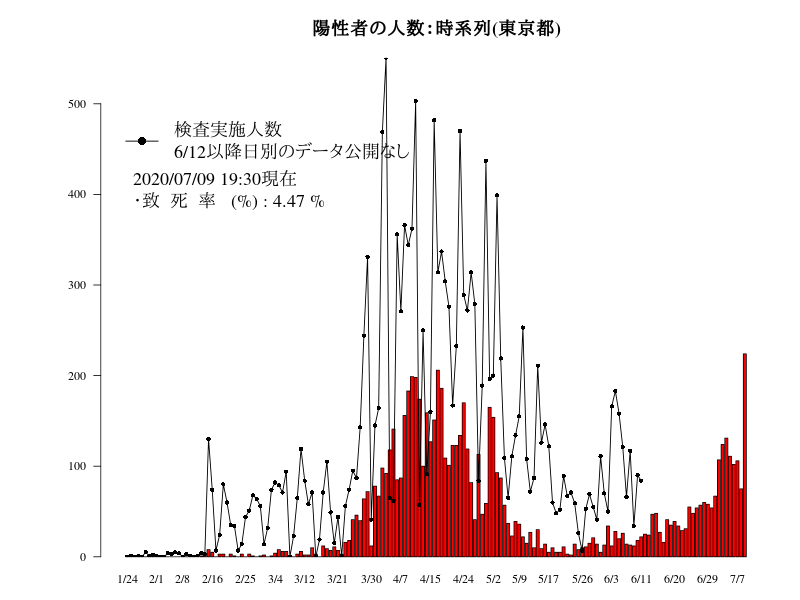 陽性者の人数：時系列(東京都)
500
検査実施人数
6/12以降日別のデータ公開なし
2020/07/09 19:30現在
・致 死 率 (%) : 4.47 %
400
300
200
100
0
1/24 2/1 2/8 2/16 2/25 3/4 3/12 3/21 3/30 4/7 4/15 4/24 5/2 5/9 5/17 5/26 6/3 6/11 6/20 6/29 7/7